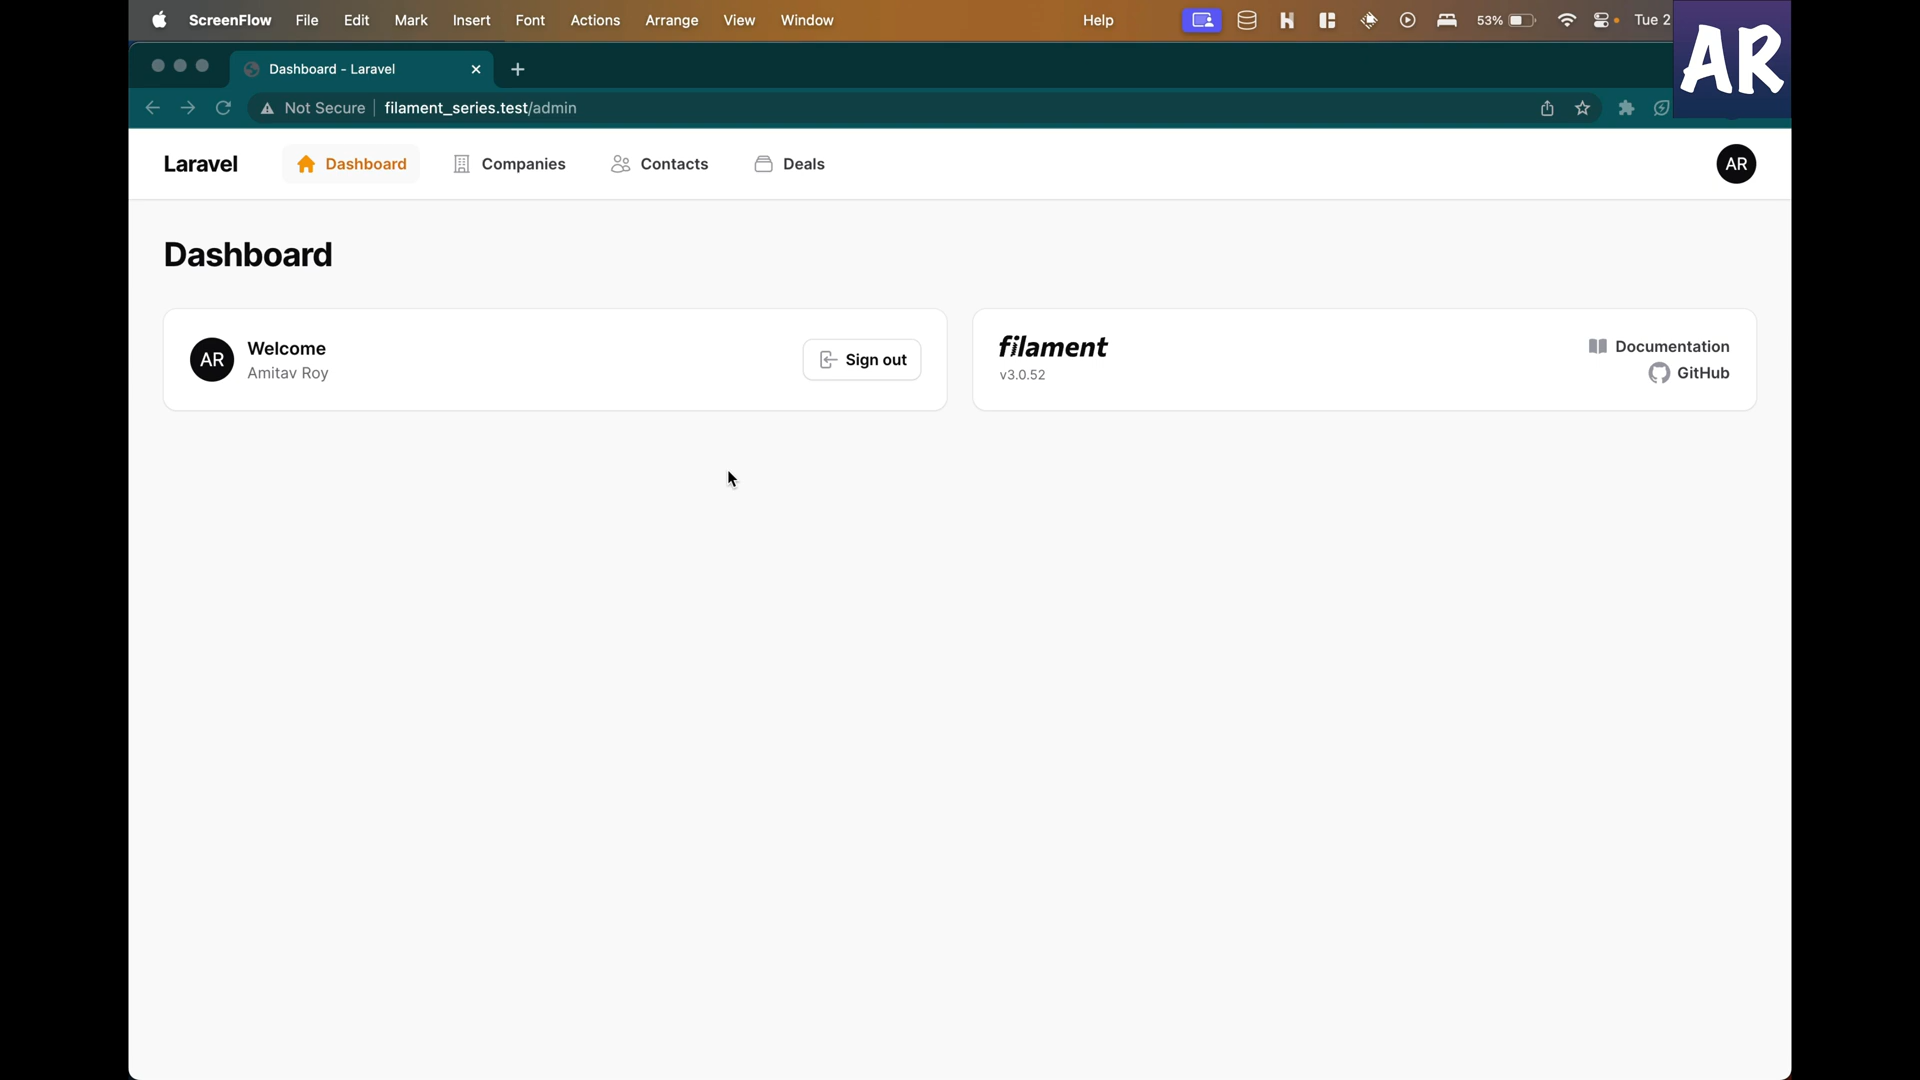 ScreenFlow File Edit Mark Insert Font Actions Arrange View Window Help 53% Tue 2
AR
Dashboard - Laravel
Not Secure filament_series.test/admin
Laravel Dashboard Companies Contacts Deals AR
Dashboard
AR
Welcome
Amitav Roy
Sign out
filament
v3.0.52
Documentation
GitHub